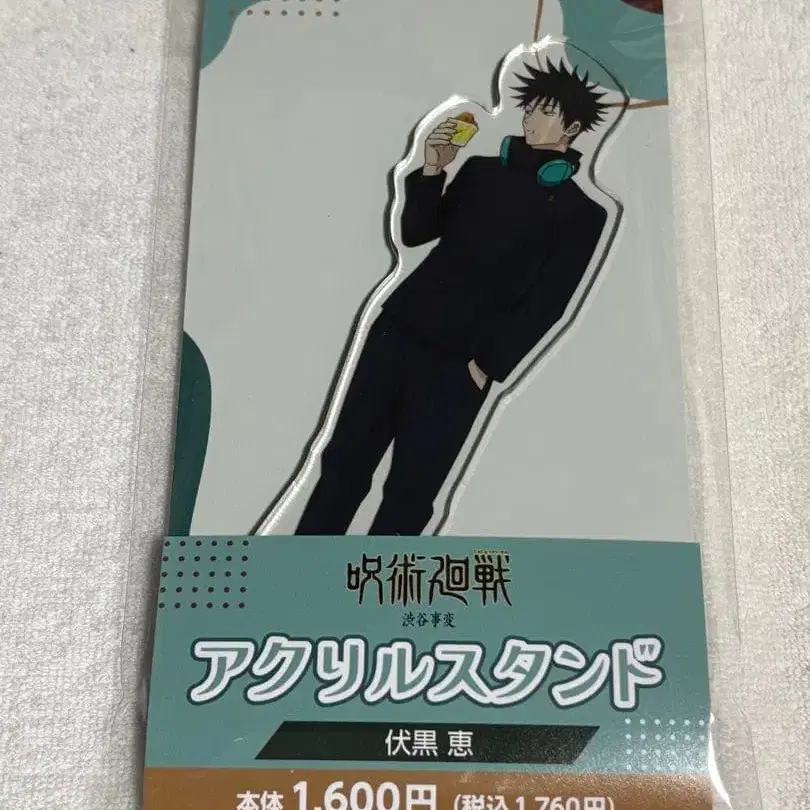 呪術廻戦
渋谷事変
アクリルスタンド
伏黒 恵
本体 1,600円 (税込 1,760円)